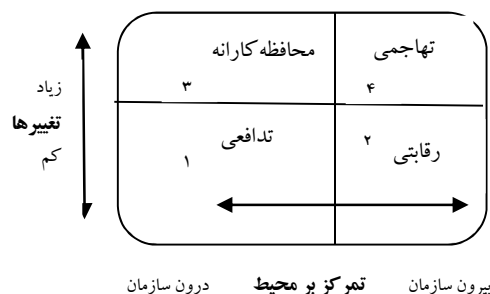 تهاجمی
محافظه کارانه
۴
۳
زیاد
تغییرها
کم
رقابتی
۲
تدافعی
۱
بیرون سازمان تمرکز بر محیط درون سازمان